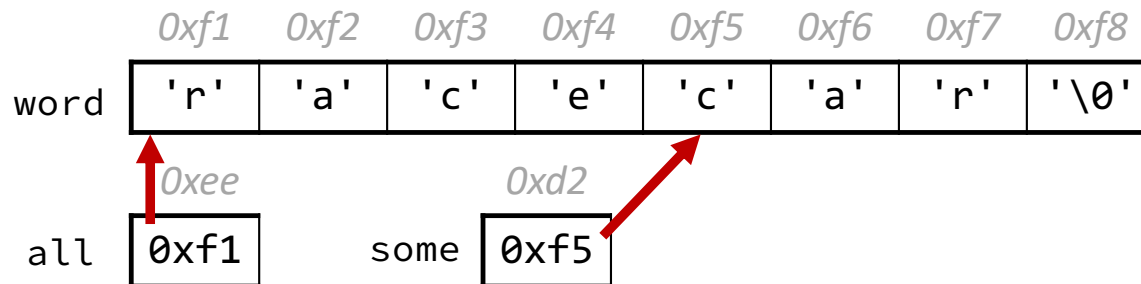 0xf1 0xf2 0xf3 0xf4 0xf5 0xf6 0xf7 0xf8
word 'r' 'a' 'c' 'e' 'c' 'a' 'r' '\0'
0xee 0xd2
all 0xf1 some 0xf5